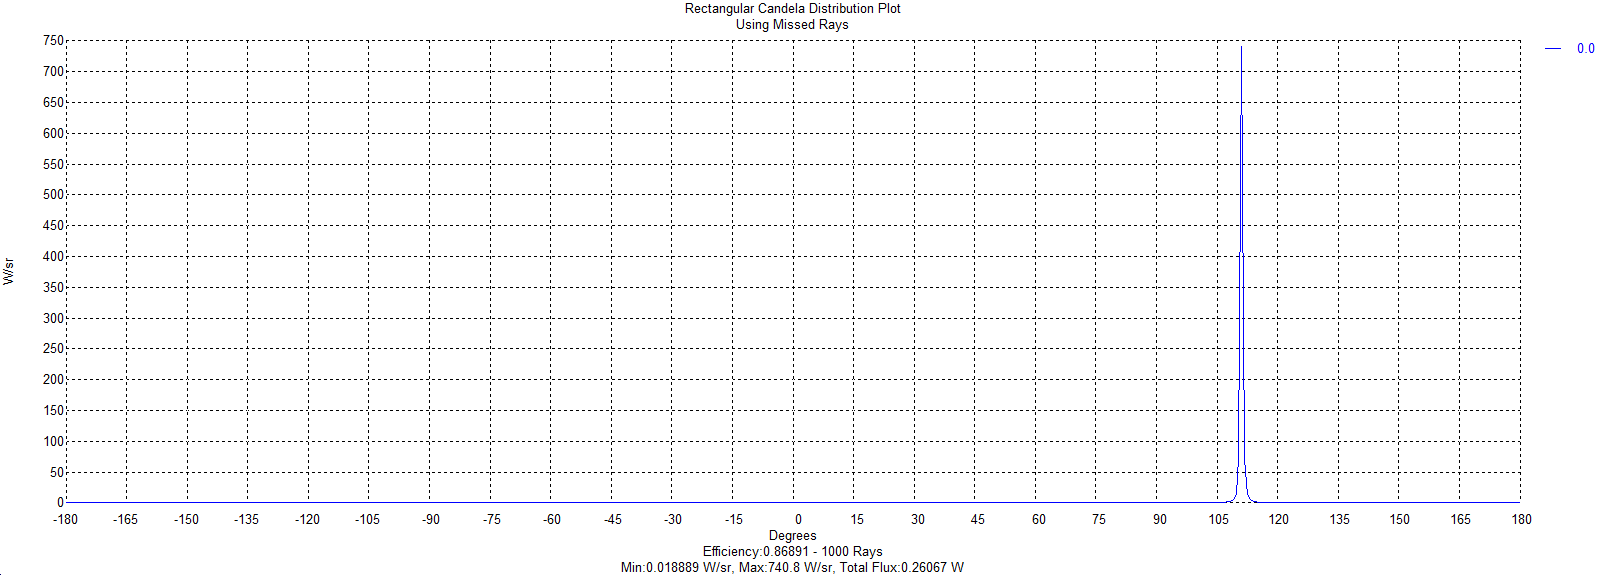 Rectangular Candela Distribution Plot
Using Missed Rays
0.0
750
700
650
600
550
500
450
400
350
300
250
200
150
100
50
0
W/sr
-180 -165 -150 -135 -120 -105 -90 -75 -60 -45 -30 -15 0 15 30 45 60 75 90 105 120 135 150 165 180
Degrees
Efficiency:0.86891 - 1000 Rays
Min:0.018889 W/sr, Max:740.8 W/sr, Total Flux:0.26067 W